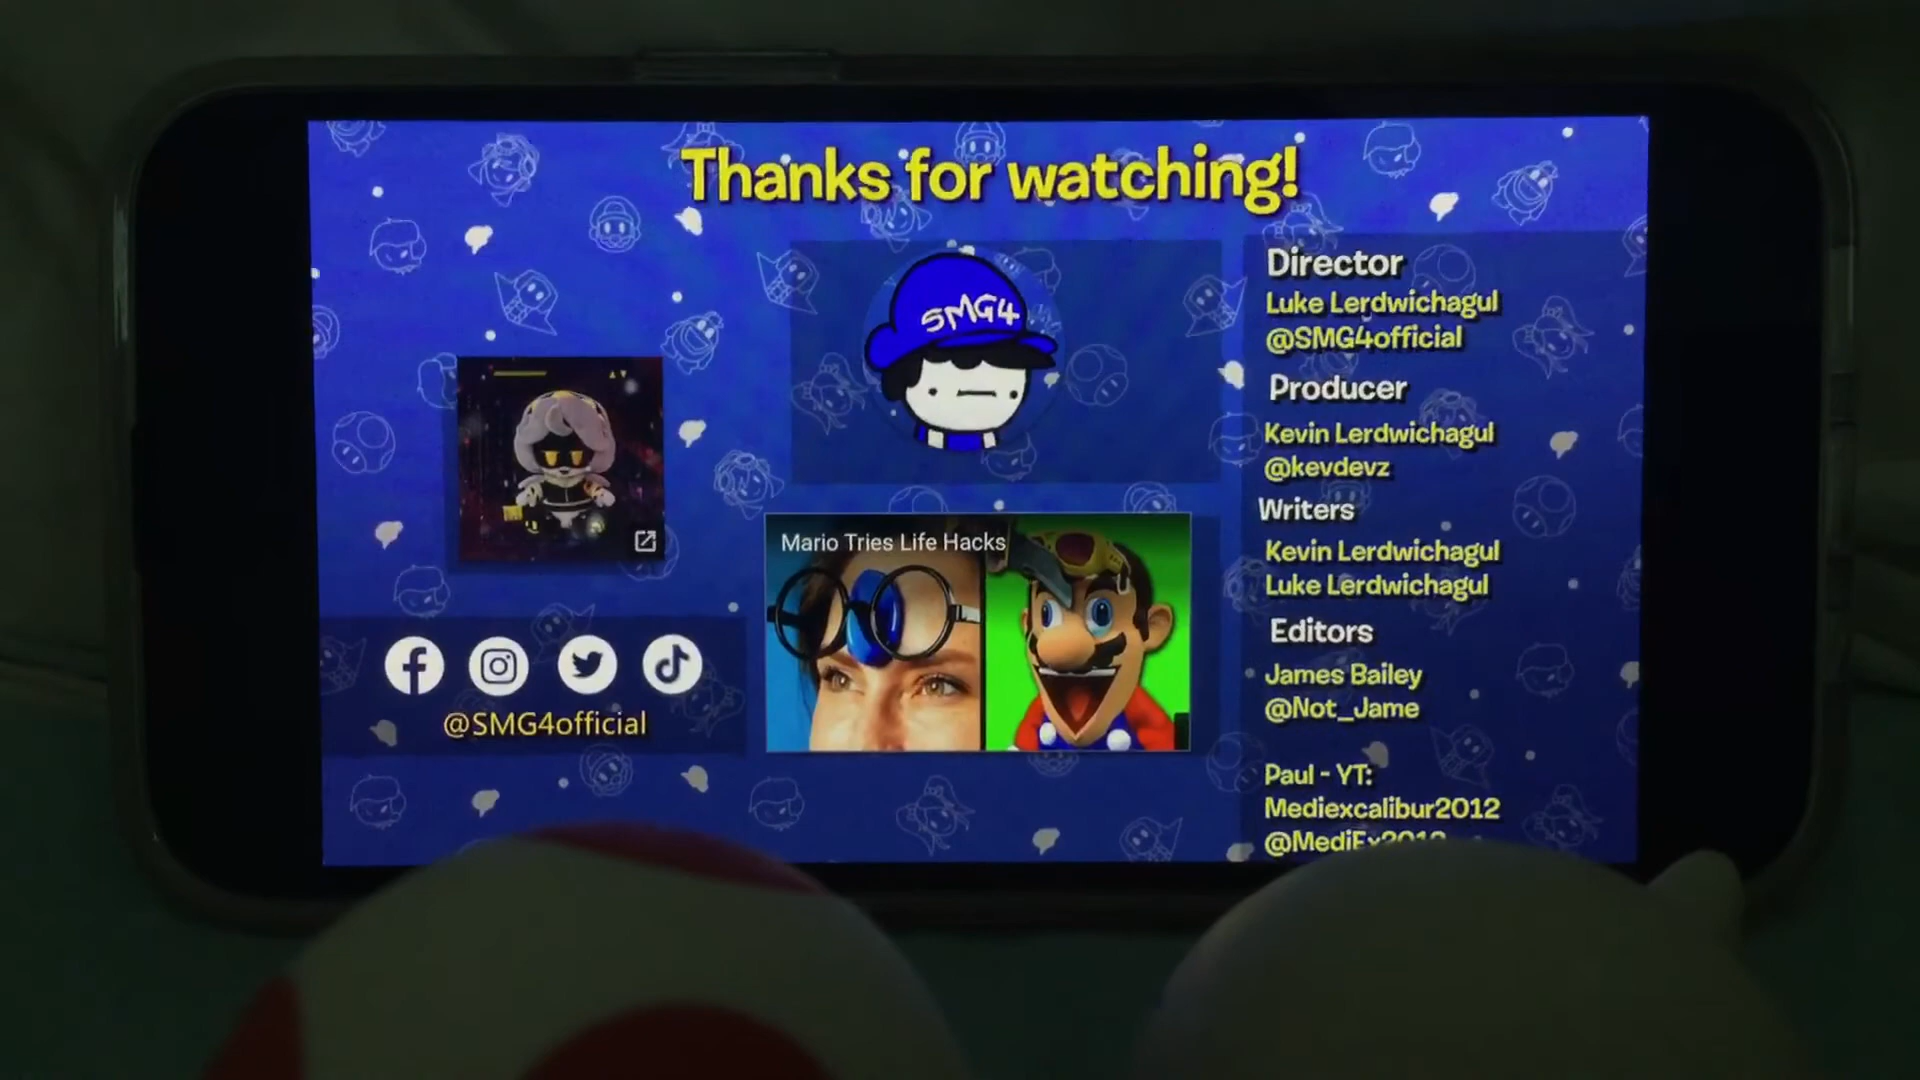 Thanks for watching!
SMG4
Mario Tries Life Hacks
@SMG4official
Director
Luke Lerdwichagul
@SMG4official
Producer
Kevin Lerdwichagul
@kevdevz
Writers
Kevin Lerdwichagul
Luke Lerdwichagul
Editors
James Bailey
@Not_Jame
Paul - YT:
Mediexcalibur2012
@MediEx2012